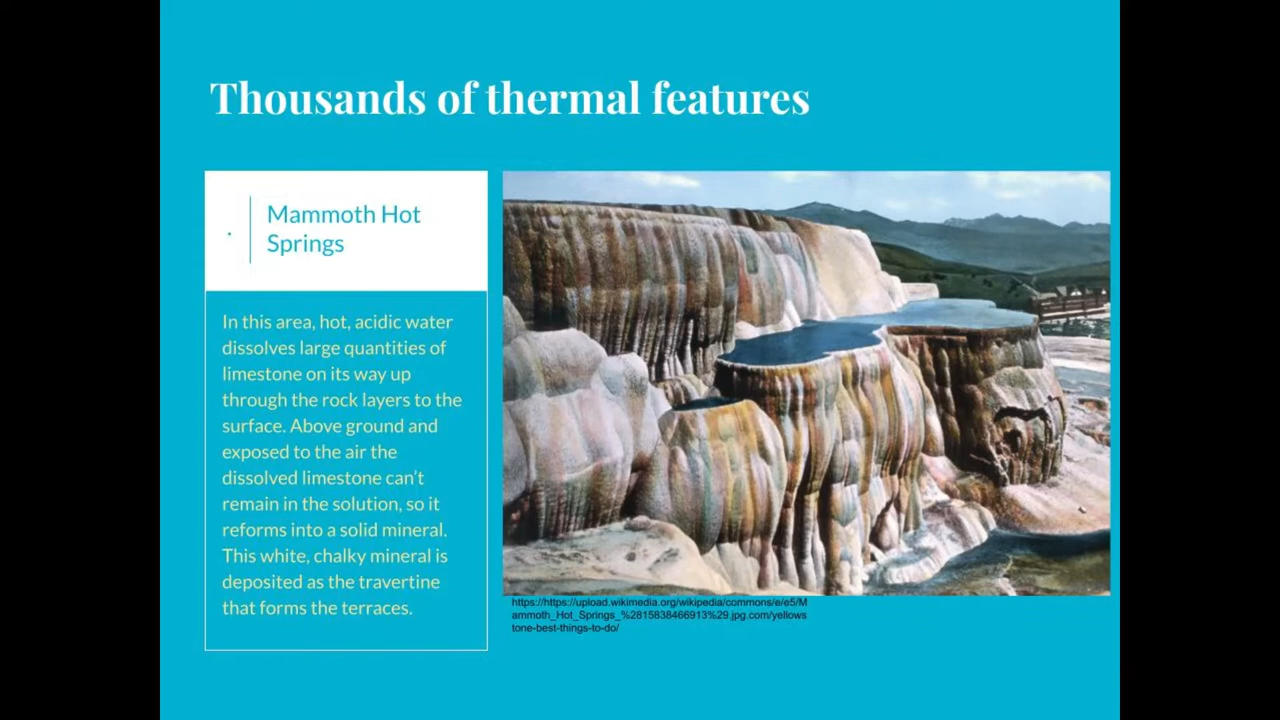 Thousands of thermal features
.
Mammoth Hot
Springs
In this area, hot, acidic water
dissolves large quantities of
limestone on its way up
through the rock layers to the
surface. Above ground and
exposed to the air the
dissolved limestone can't
remain in the solution, so it
reforms into a solid mineral.
This white, chalky mineral is
deposited as the travertine
that forms the terraces.
https://https://upload.wikimedia.org/wikipedia/commons/e/e5/M
ammoth_Hot_Springs_%2815838466913%29.jpg.com/yellows
tone-best-things-to-do/